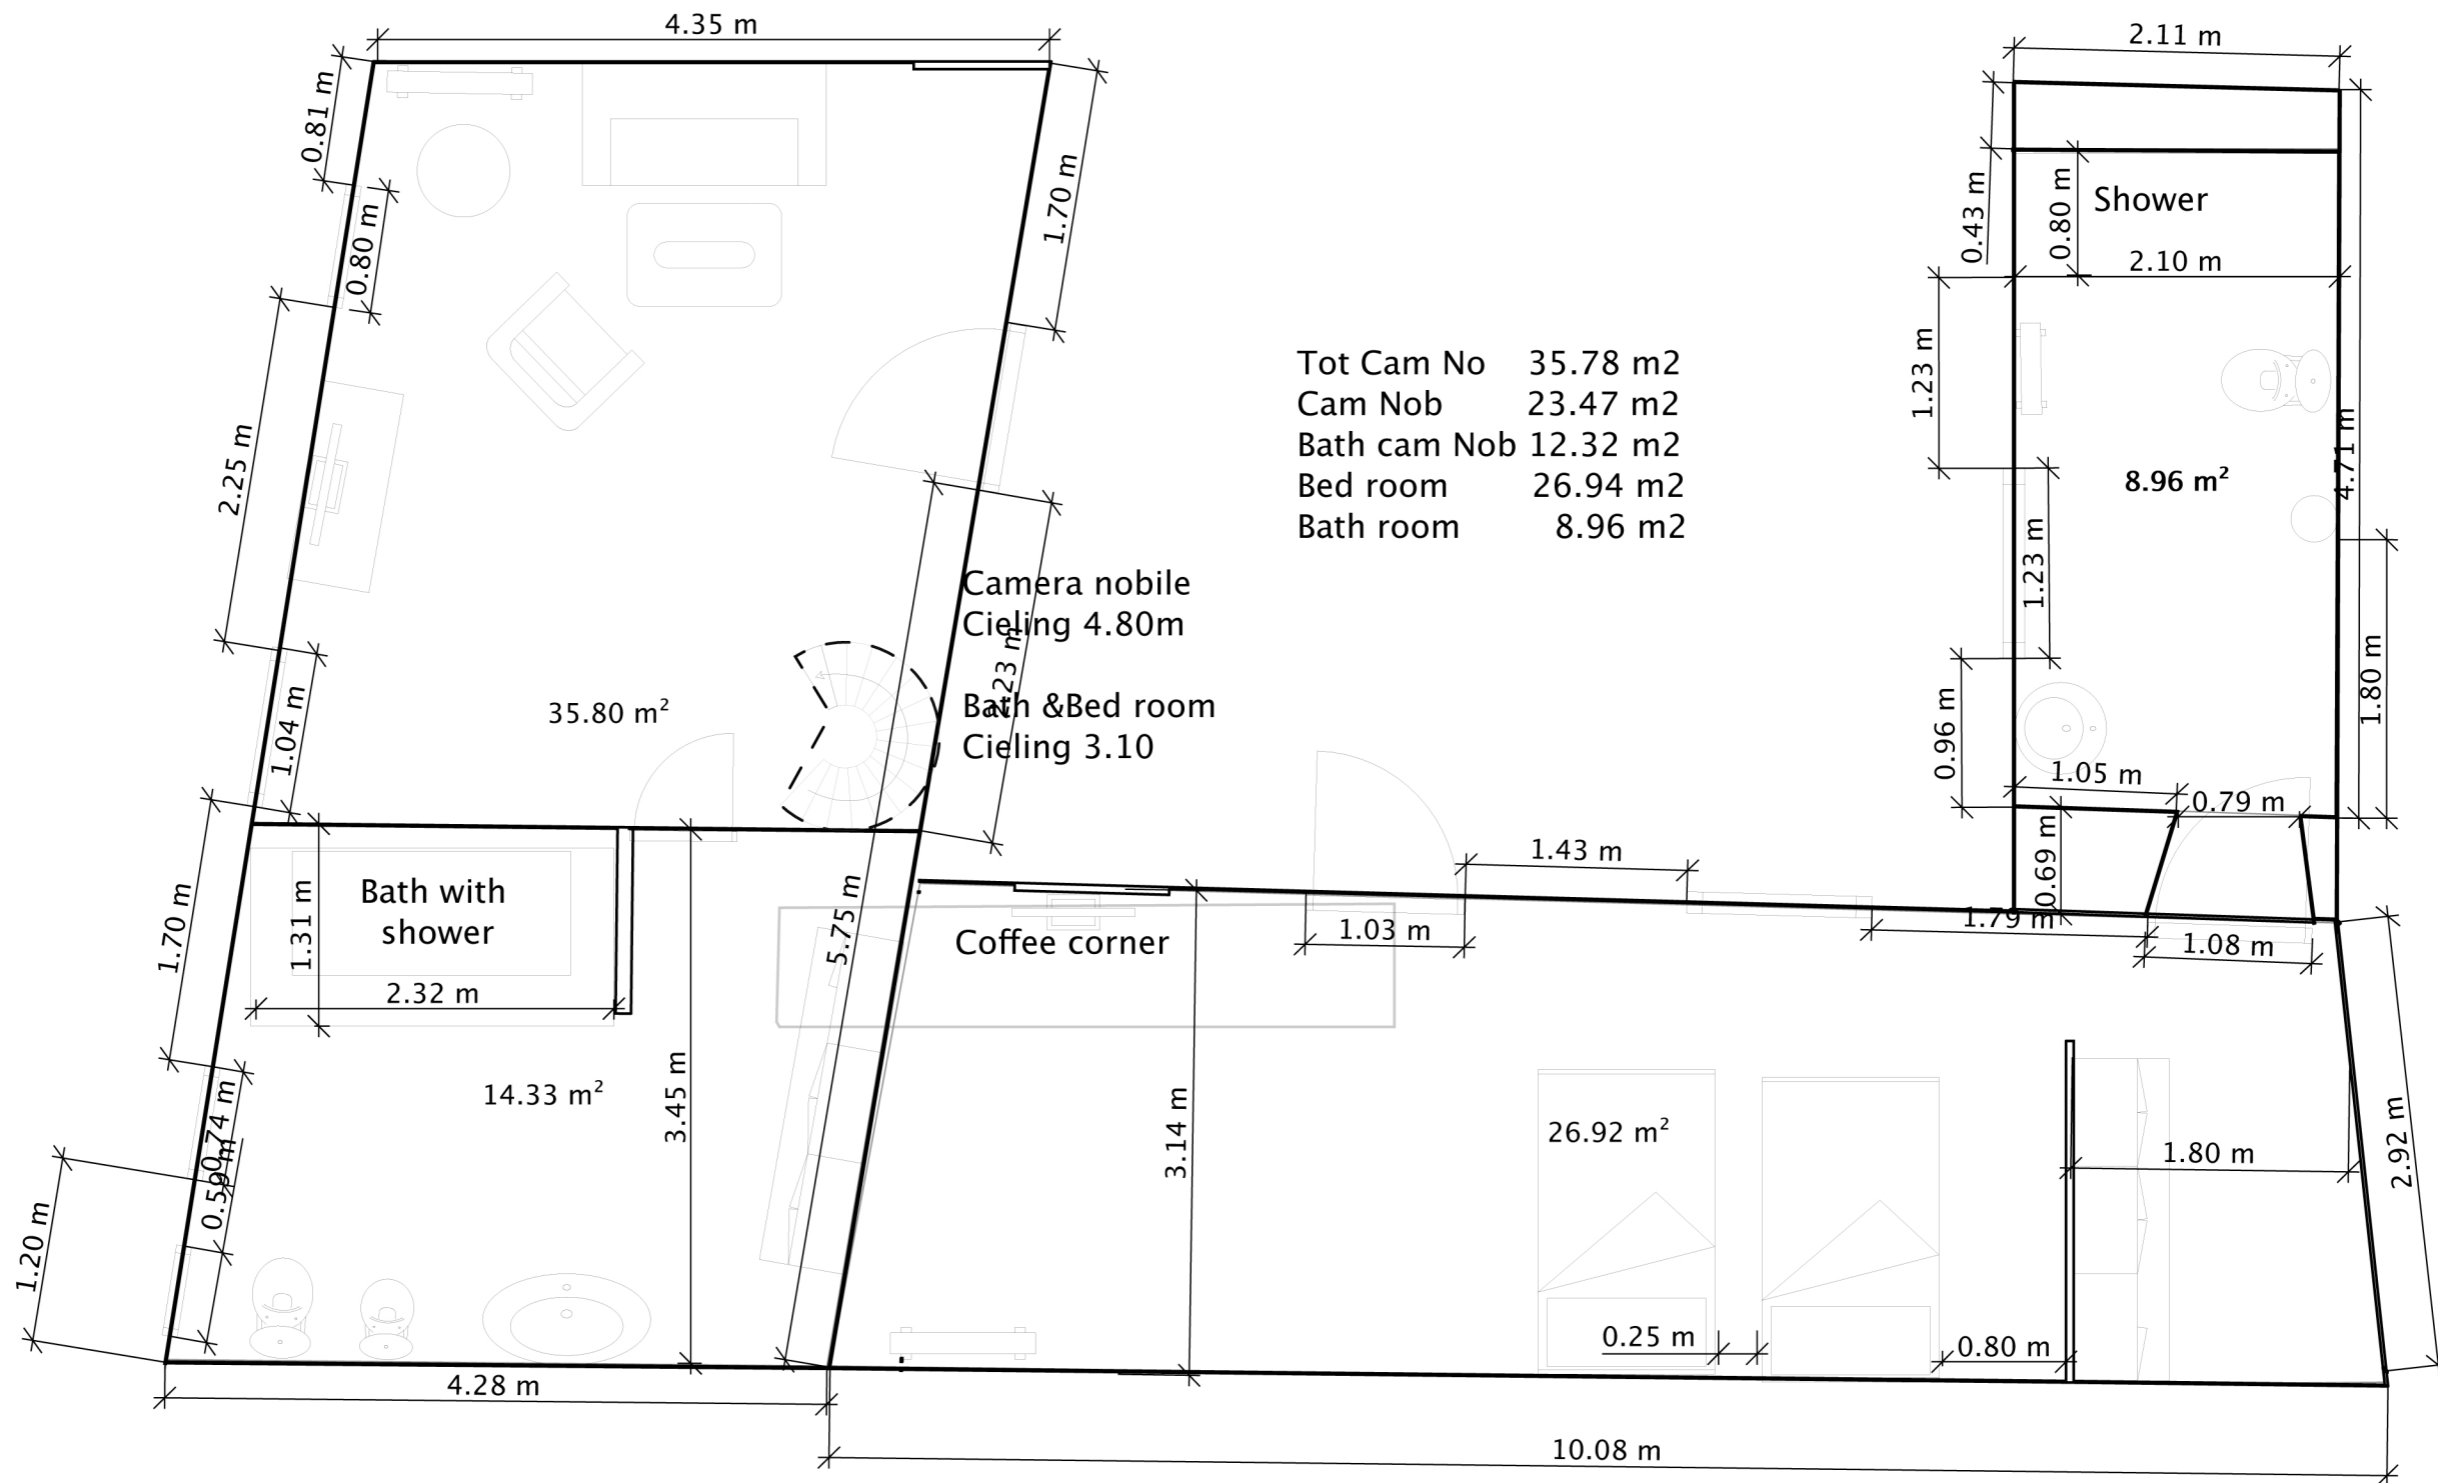 4.35 m
2.11 m
0.81 m
0.80 m
1.70 m
0.43 m
0.80 m
Shower
2.10 m
2.25 m
1.23 m
Tot Cam No 35.78 m2
Cam Nob 23.47 m2
Bath cam Nob 12.32 m2
Bed room 26.94 m2
Bath room 8.96 m2
4.71 m
8.96 m²
1.23 m
Camera nobile
Cieling 4.80m
Bath &Bed room
Cieling 3.10
35.80 m²
1.04 m
1.80 m
0.96 m
1.05 m
0.79 m
0.69 m
1.43 m
1.70 m
Bath with
shower
1.31 m
2.32 m
5.75 m
Coffee corner
1.03 m
1.79 m
1.08 m
14.33 m²
3.45 m
3.14 m
26.92 m²
0.74 m
0.59 m
1.80 m
2.92 m
1.20 m
0.25 m
0.80 m
4.28 m
10.08 m